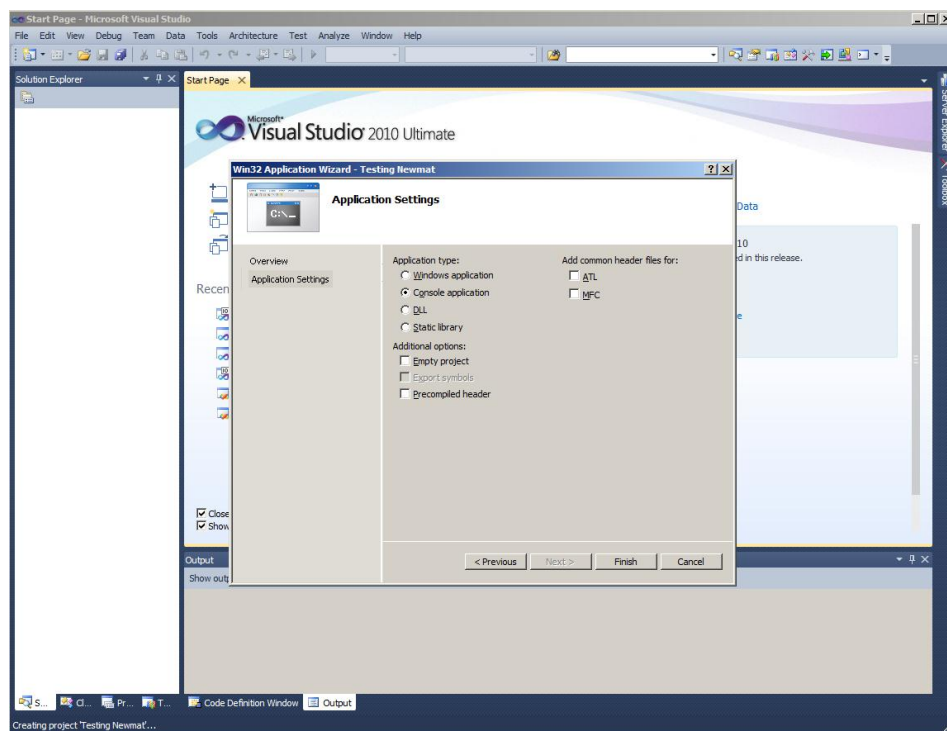 Start Page - Microsoft Visual Studio
File Edit View Debug Team Data Tools Architecture Test Analyze Window Help
Solution Explorer
Start Page
Server Explorer
Toolbox
Microsoft
Visual Studio 2010 Ultimate
Win32 Application Wizard - Testing Newmat
Application Settings
C:\_
Data
Overview
Application Settings
Application type:
Windows application
Console application
DLL
Static library
Additional options:
Empty project
Export symbols
Precompiled header
Add common header files for:
ATL
MFC
10
ed in this release.
Recen
e
Close
Show
< Previous Next > Finish Cancel
Output
Show outp
S... Cl... Pr... T... Code Definition Window Output
Creating project 'Testing Newmat'...